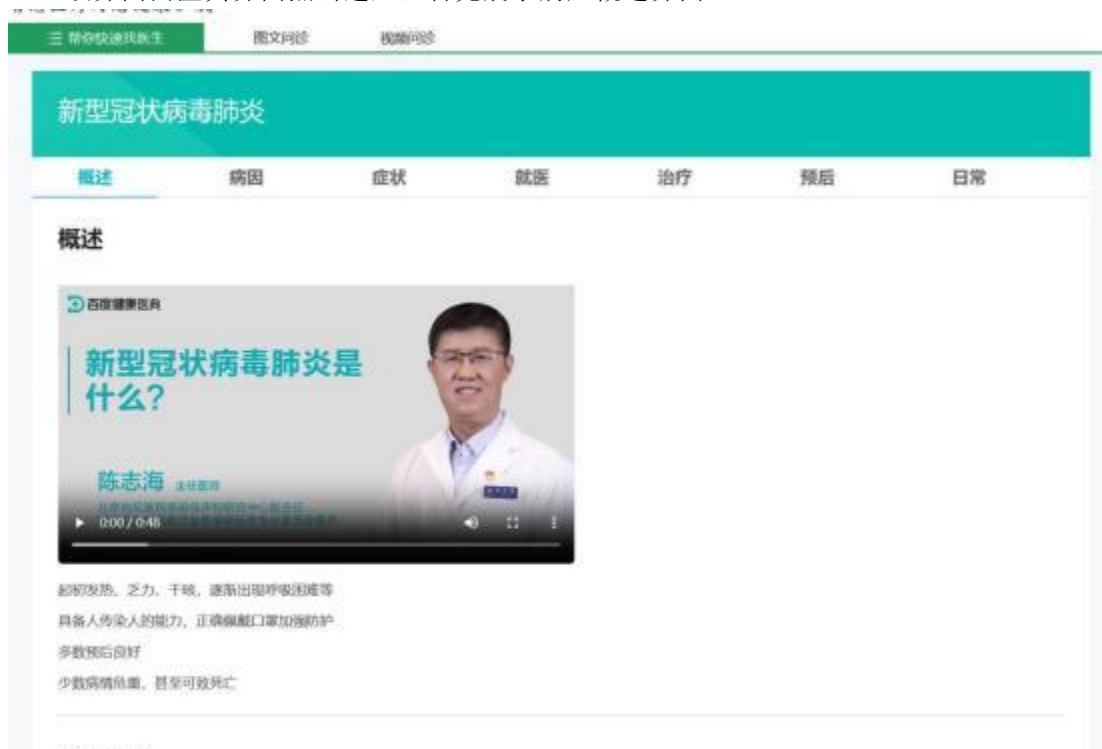 三 帮你快速找医生 图文问诊 视频问诊
新型冠状病毒肺炎
概述 病因 症状 就医 治疗 预后 日常
概述
百度健康医典
新型冠状病毒肺炎是
什么?
陈志海 主任医师
0:00 / 0:48
起初发热、乏力、干咳、逐渐出现呼吸困难等
具备人传染人的能力，正确佩戴口罩加强防护
多数预后良好
少数病情危重，甚至可致死亡